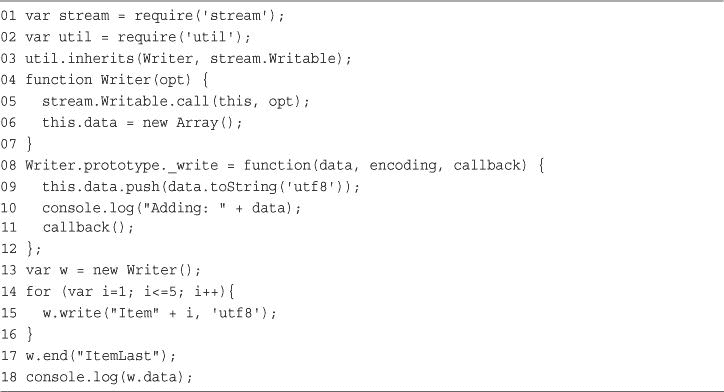 01 var stream = require('stream');
02 var util = require('util');
03 util.inherits(Writer, stream.Writable);
04 function Writer(opt) {
05   stream.Writable.call(this, opt);
06   this.data = new Array();
07 }
08 Writer.prototype._write = function(data, encoding, callback) {
09   this.data.push(data.toString('utf8'));
10   console.log("Adding: " + data);
11   callback();
12 };
13 var w = new Writer();
14 for (var i=1; i<=5; i++){
15   w.write("Item" + i, 'utf8');
16 }
17 w.end("ItemLast");
18 console.log(w.data);